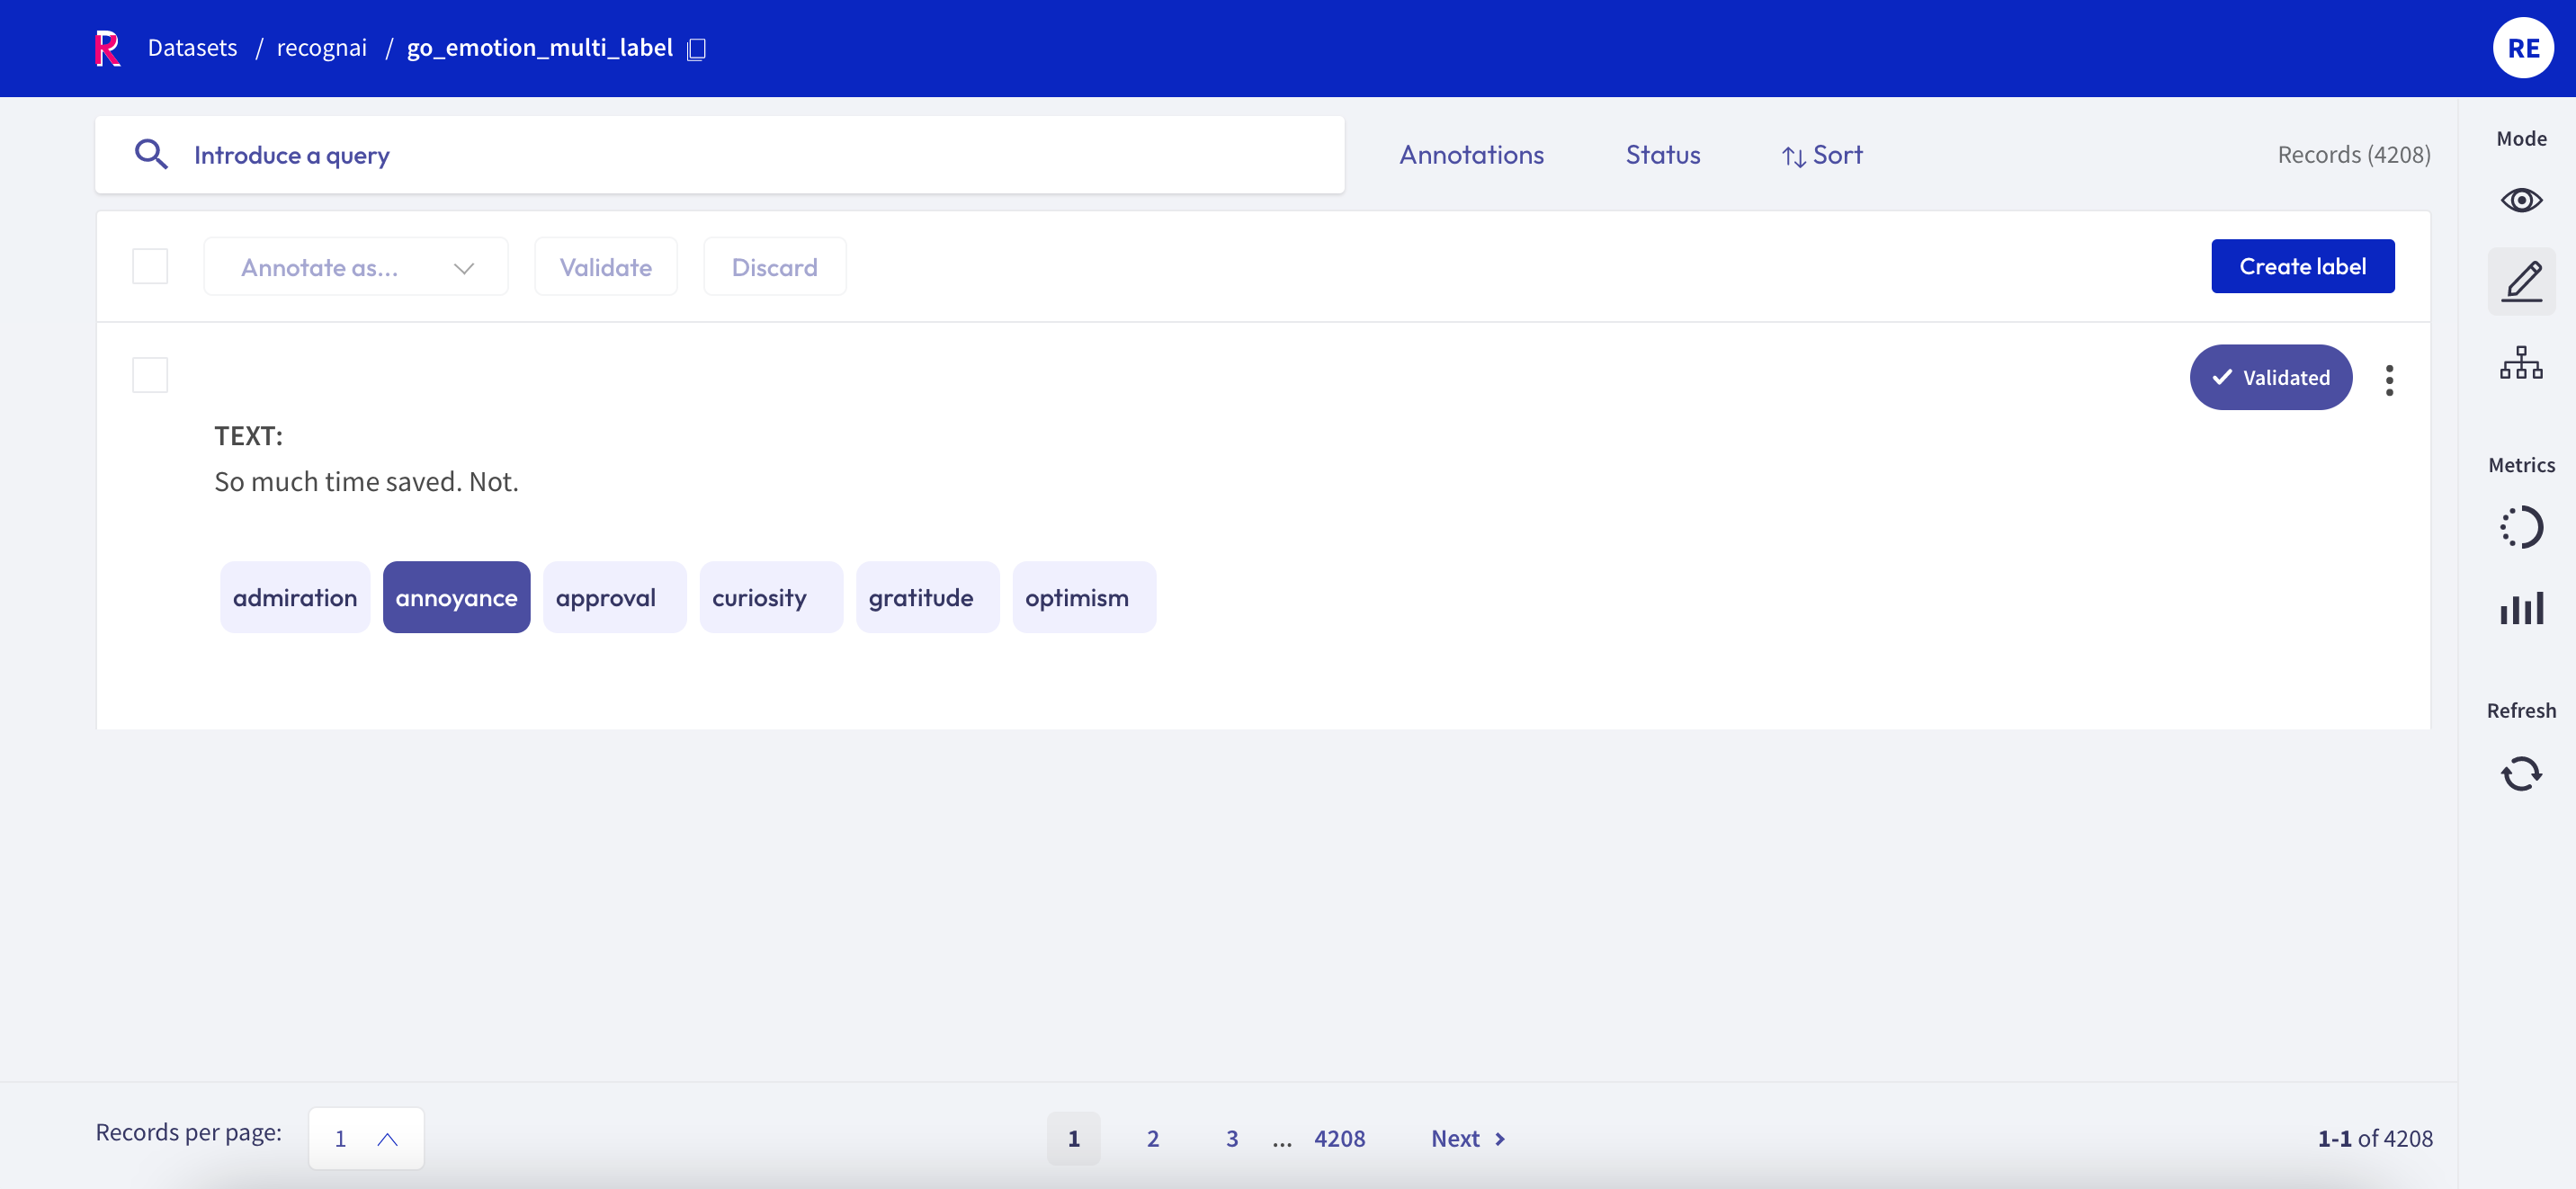 R Datasets / recognai / go_emotion_multi_label RE
Introduce a query Annotations Status Sort Records (4208)
Mode
Annotate as... Validate Discard Create label
Validated
TEXT:
So much time saved. Not.
admiration annoyance approval curiosity gratitude optimism
Metrics
Refresh
Records per page: 1 1 2 3 ... 4208 Next 1-1 of 4208